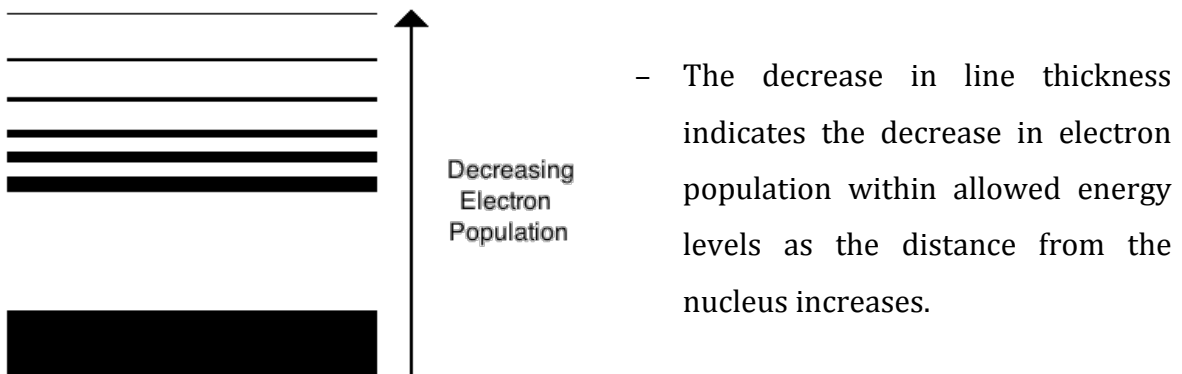 Decreasing
Electron
Population
– The decrease in line thickness
indicates the decrease in electron
population within allowed energy
levels as the distance from the
nucleus increases.